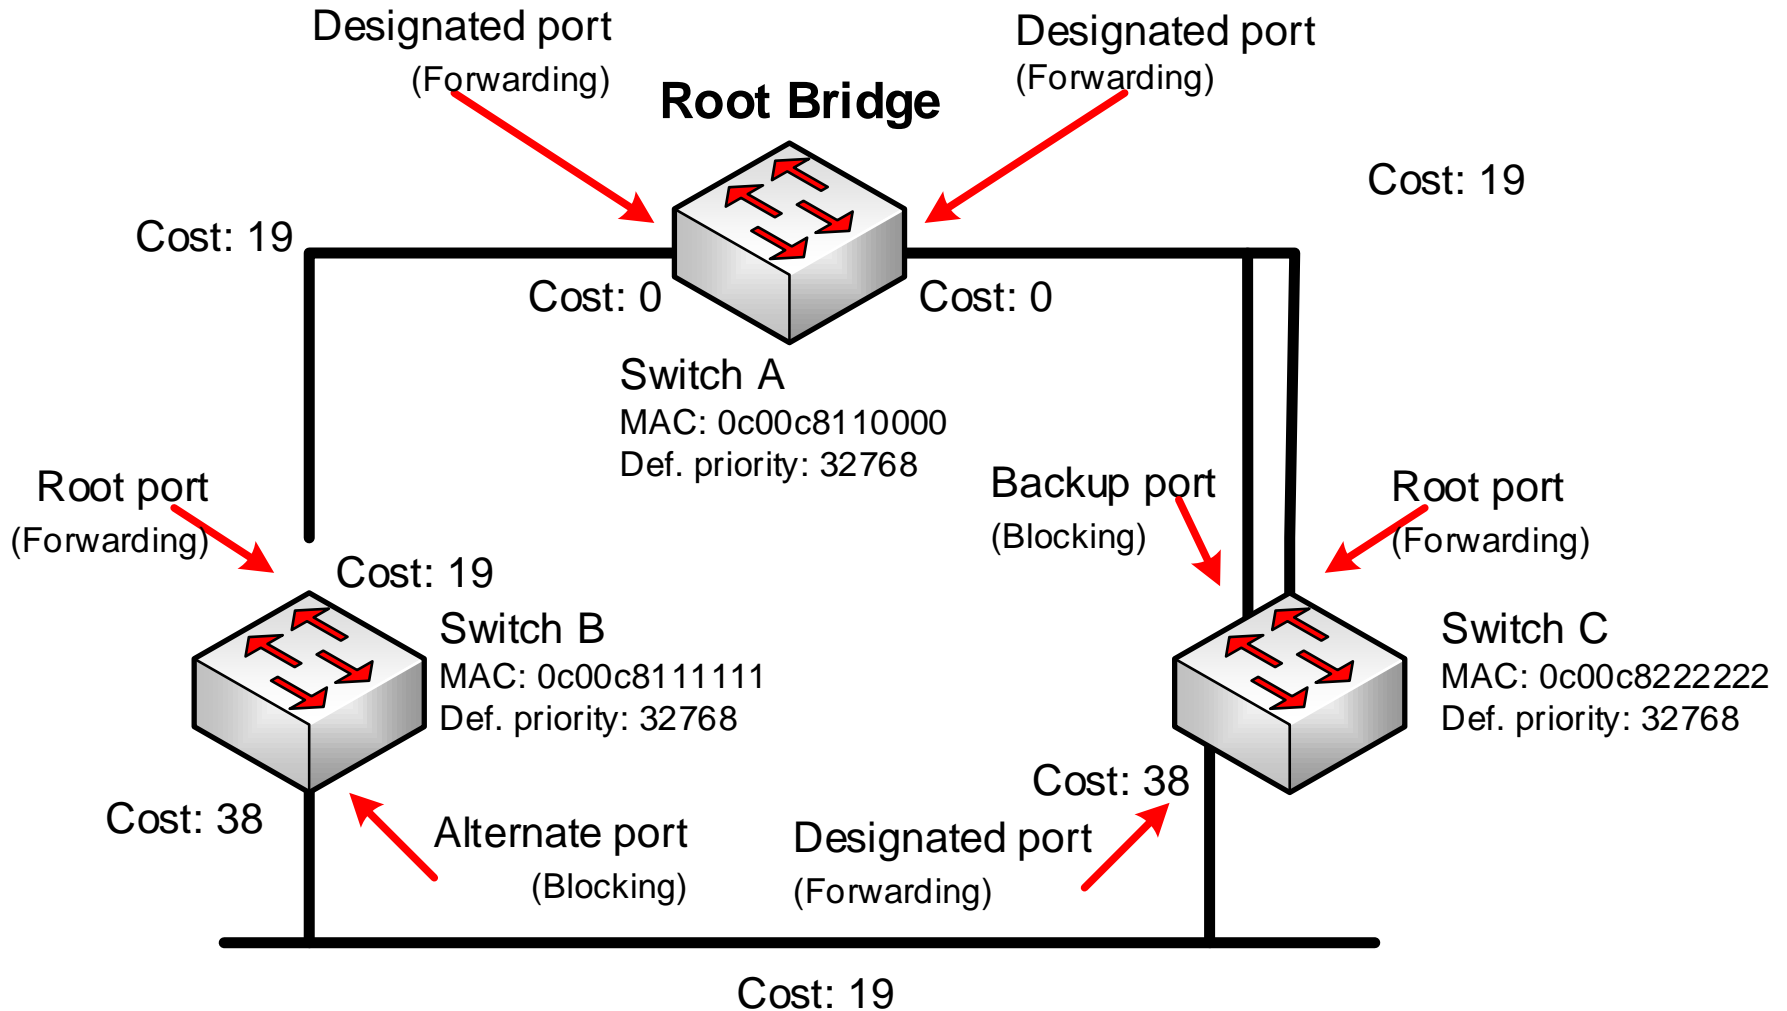 Designated port
(Forwarding)
Designated port
(Forwarding)
Root Bridge
Cost: 19
Cost: 19
Cost: 0
Cost: 0
Switch A
MAC: 0c00c8110000
Def. priority: 32768
Root port
(Forwarding)
Backup port
(Blocking)
Root port
(Forwarding)
Cost: 19
Switch B
MAC: 0c00c8111111
Def. priority: 32768
Switch C
MAC: 0c00c8222222
Def. priority: 32768
Cost: 38
Cost: 38
Alternate port
(Blocking)
Designated port
(Forwarding)
Cost: 19